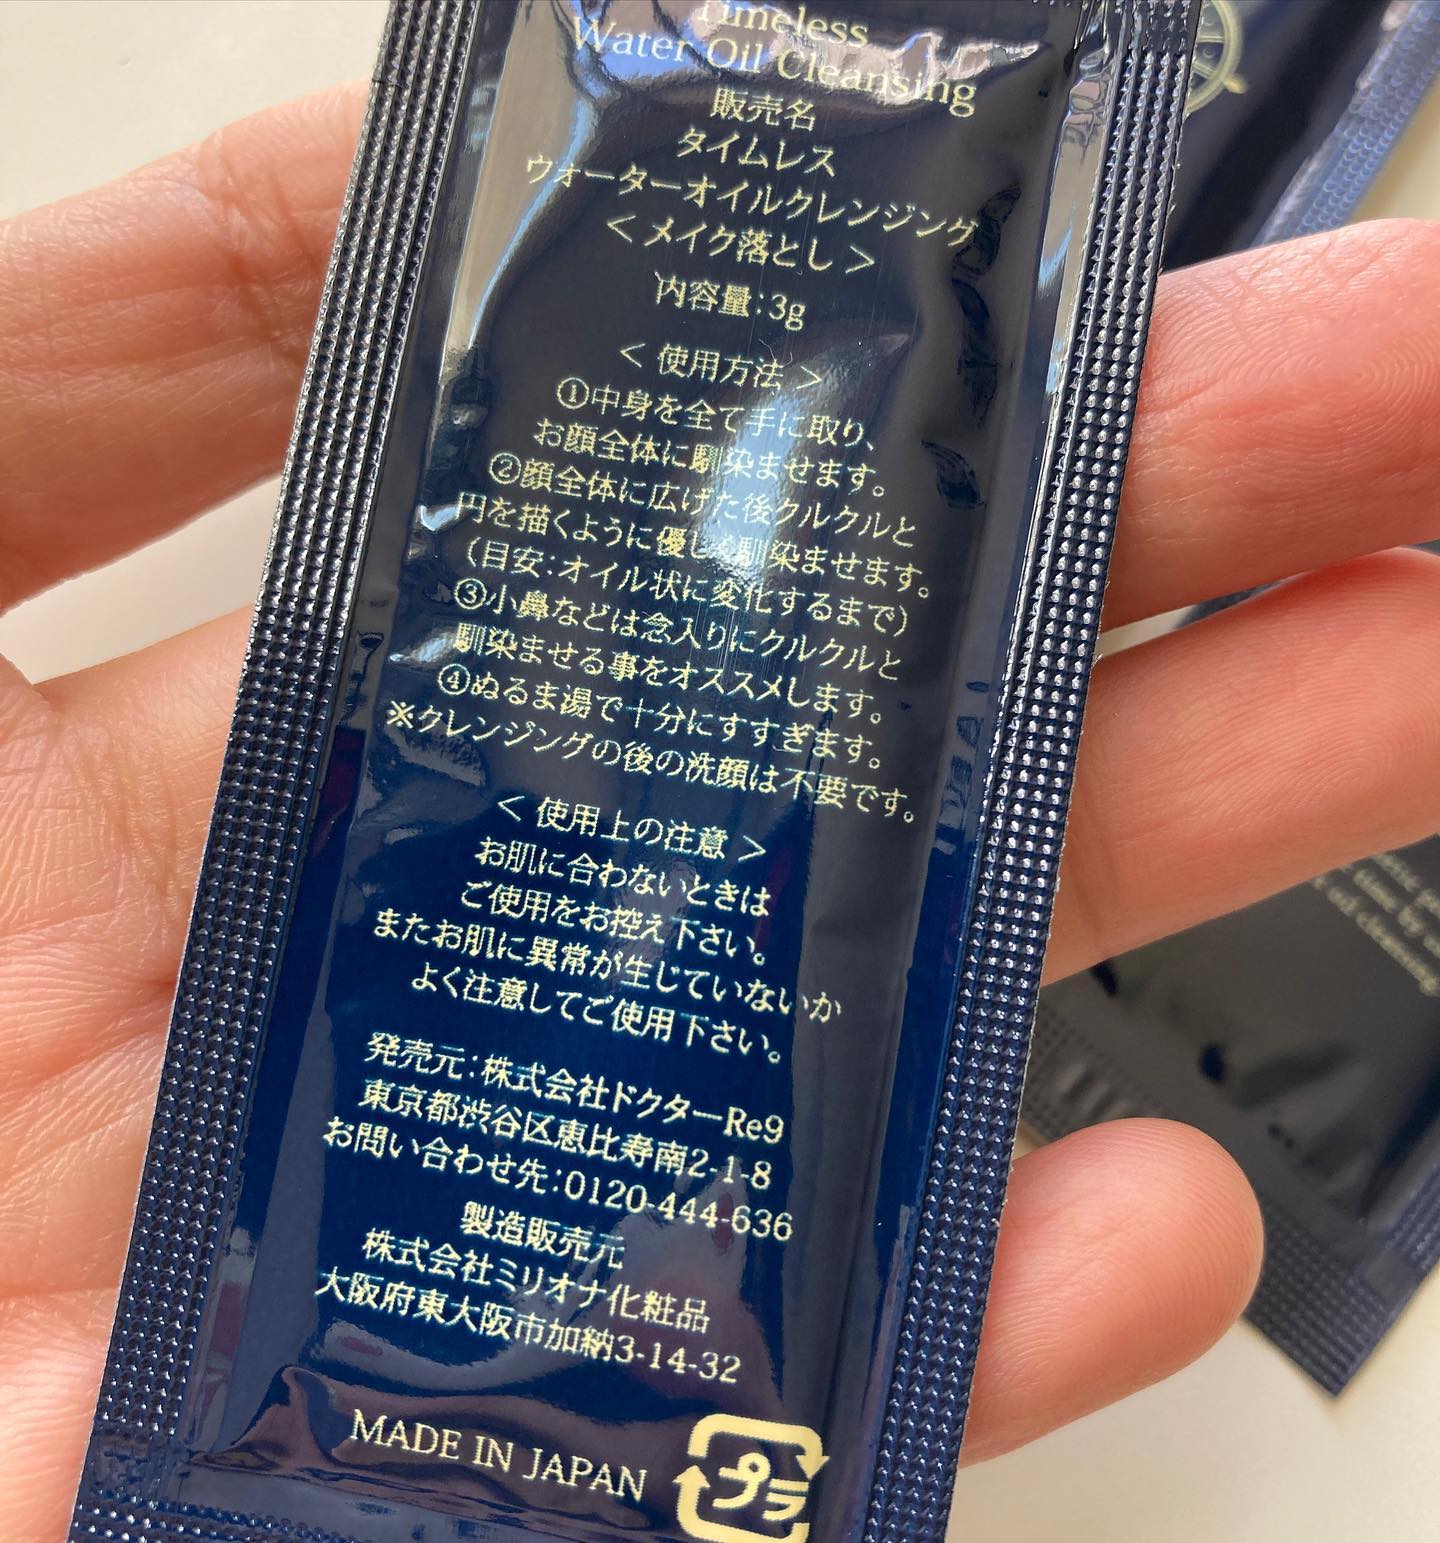 Timeless
Water Oil Cleansing
販売名
タイムレス
ウォーターオイルクレンジング
＜メイク落とし＞
内容量：3g
＜使用方法＞
①中身を全て手に取り、
お顔全体に馴染ませます。
②顔全体に広げた後クルクルと
円を描くように優しく馴染ませます。
（目安：オイル状に変化するまで）
③小鼻などは念入りにクルクルと
馴染ませる事をオススメします。
④ぬるま湯で十分にすすぎます。
※クレンジングの後の洗顔は不要です。
＜使用上の注意＞
お肌に合わないときは
ご使用をお控え下さい。
またお肌に異常が生じていないか
よく注意してご使用下さい。
発売元：株式会社ドクターRe9
東京都渋谷区恵比寿南2-1-8
お問い合わせ先：0120-444-636
製造販売元
株式会社ミリオナ化粧品
大阪府東大阪市加納3-14-32
MADE IN JAPAN
プラ
time by
oil cleansing